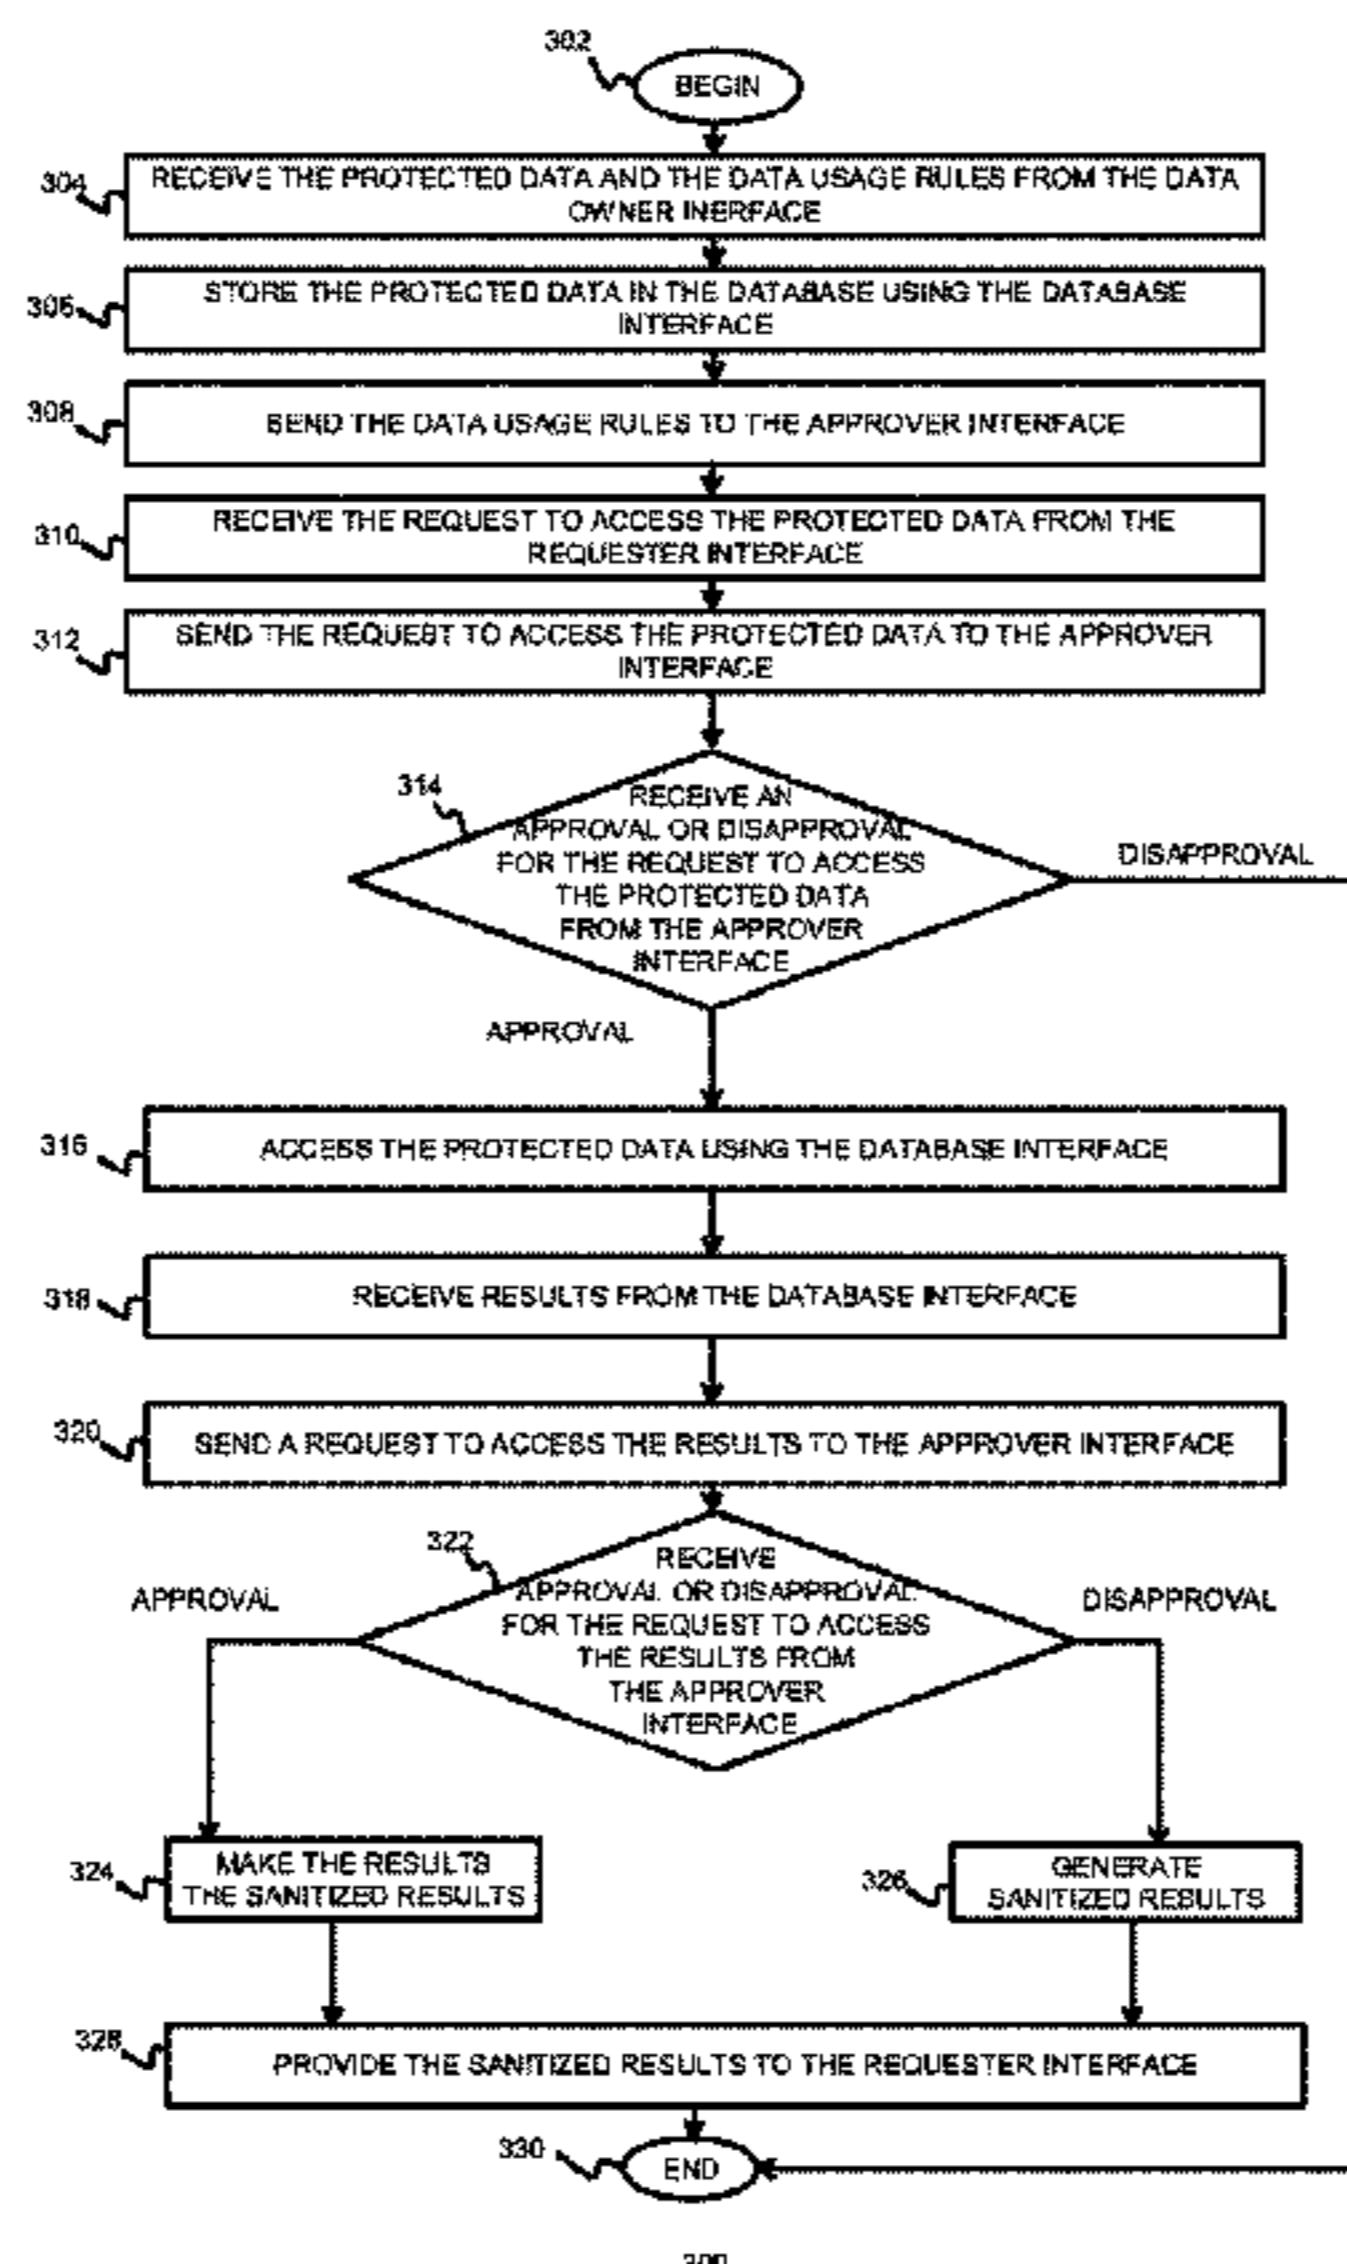 302
BEGIN
304
RECEIVE THE PROTECTED DATA AND THE DATA USAGE RULES FROM THE DATA
OWNER INERFACE
306
STORE THE PROTECTED DATA IN THE DATABASE USING THE DATABASE
INTERFACE
308
SEND THE DATA USAGE RULES TO THE APPROVER INTERFACE
310
RECEIVE THE REQUEST TO ACCESS THE PROTECTED DATA FROM THE
REQUESTER INTERFACE
312
SEND THE REQUEST TO ACCESS THE PROTECTED DATA TO THE APPROVER
INTERFACE
314
RECEIVE AN
APPROVAL OR DISAPPROVAL
FOR THE REQUEST TO ACCESS
THE PROTECTED DATA
FROM THE APPROVER
INTERFACE
DISAPPROVAL
APPROVAL
316
ACCESS THE PROTECTED DATA USING THE DATABASE INTERFACE
318
RECEIVE RESULTS FROM THE DATABASE INTERFACE
320
SEND A REQUEST TO ACCESS THE RESULTS TO THE APPROVER INTERFACE
322
RECEIVE
APPROVAL OR DISAPPROVAL
FOR THE REQUEST TO ACCESS
THE RESULTS FROM
THE APPROVER
INTERFACE
APPROVAL
DISAPPROVAL
324
MAKE THE RESULTS
THE SANITIZED RESULTS
326
GENERATE
SANITIZED RESULTS
328
PROVIDE THE SANITIZED RESULTS TO THE REQUESTER INTERFACE
330
END